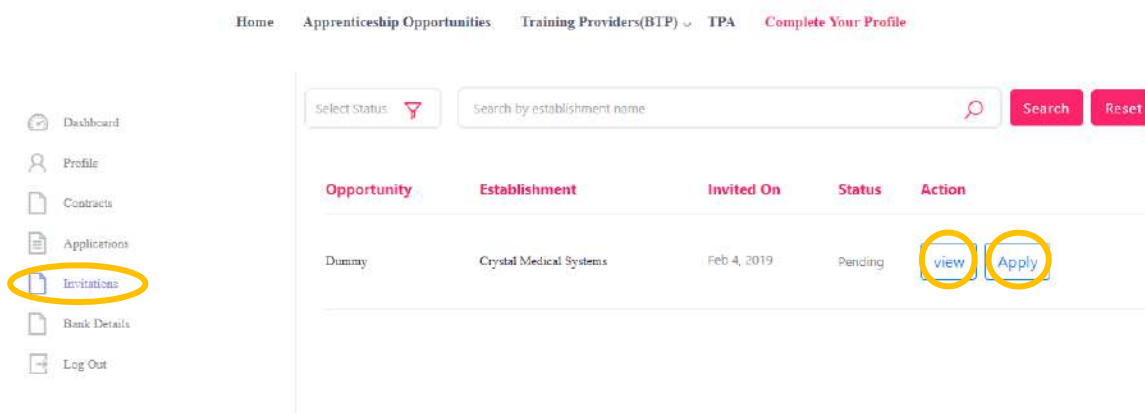 Home Apprenticeship Opportunities Training Providers(BTP) TPA Complete Your Profile
Dashboard
Profile
Contracts
Applications
Invitations
Bank Details
Log Out
Select Status Search by establishment name Search Reset
Opportunity Establishment Invited On Status Action
Dummy Crystal Medical Systems Feb 4, 2019 Pending view Apply